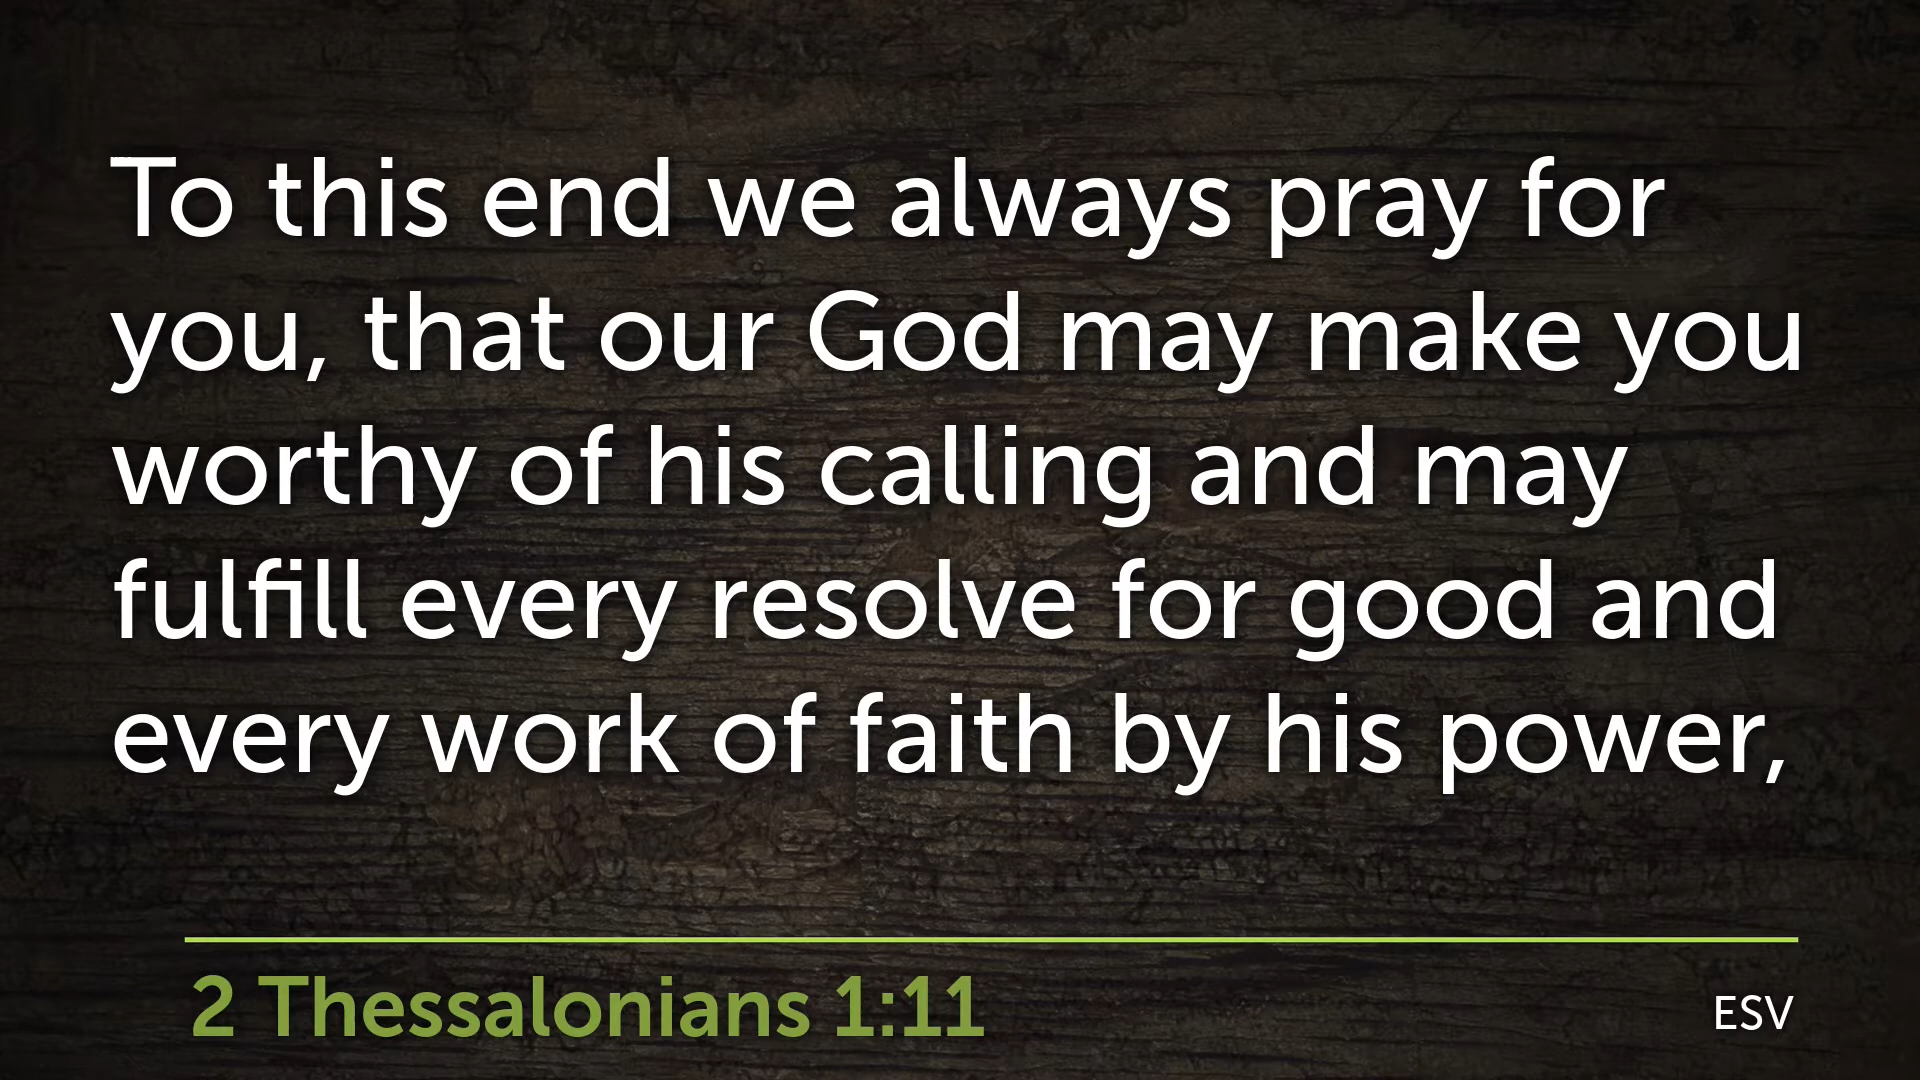 To this end we always pray for
you, that our God may make you
worthy of his calling and may
fulfill every resolve for good and
every work of faith by his power,
2 Thessalonians 1:11
ESV